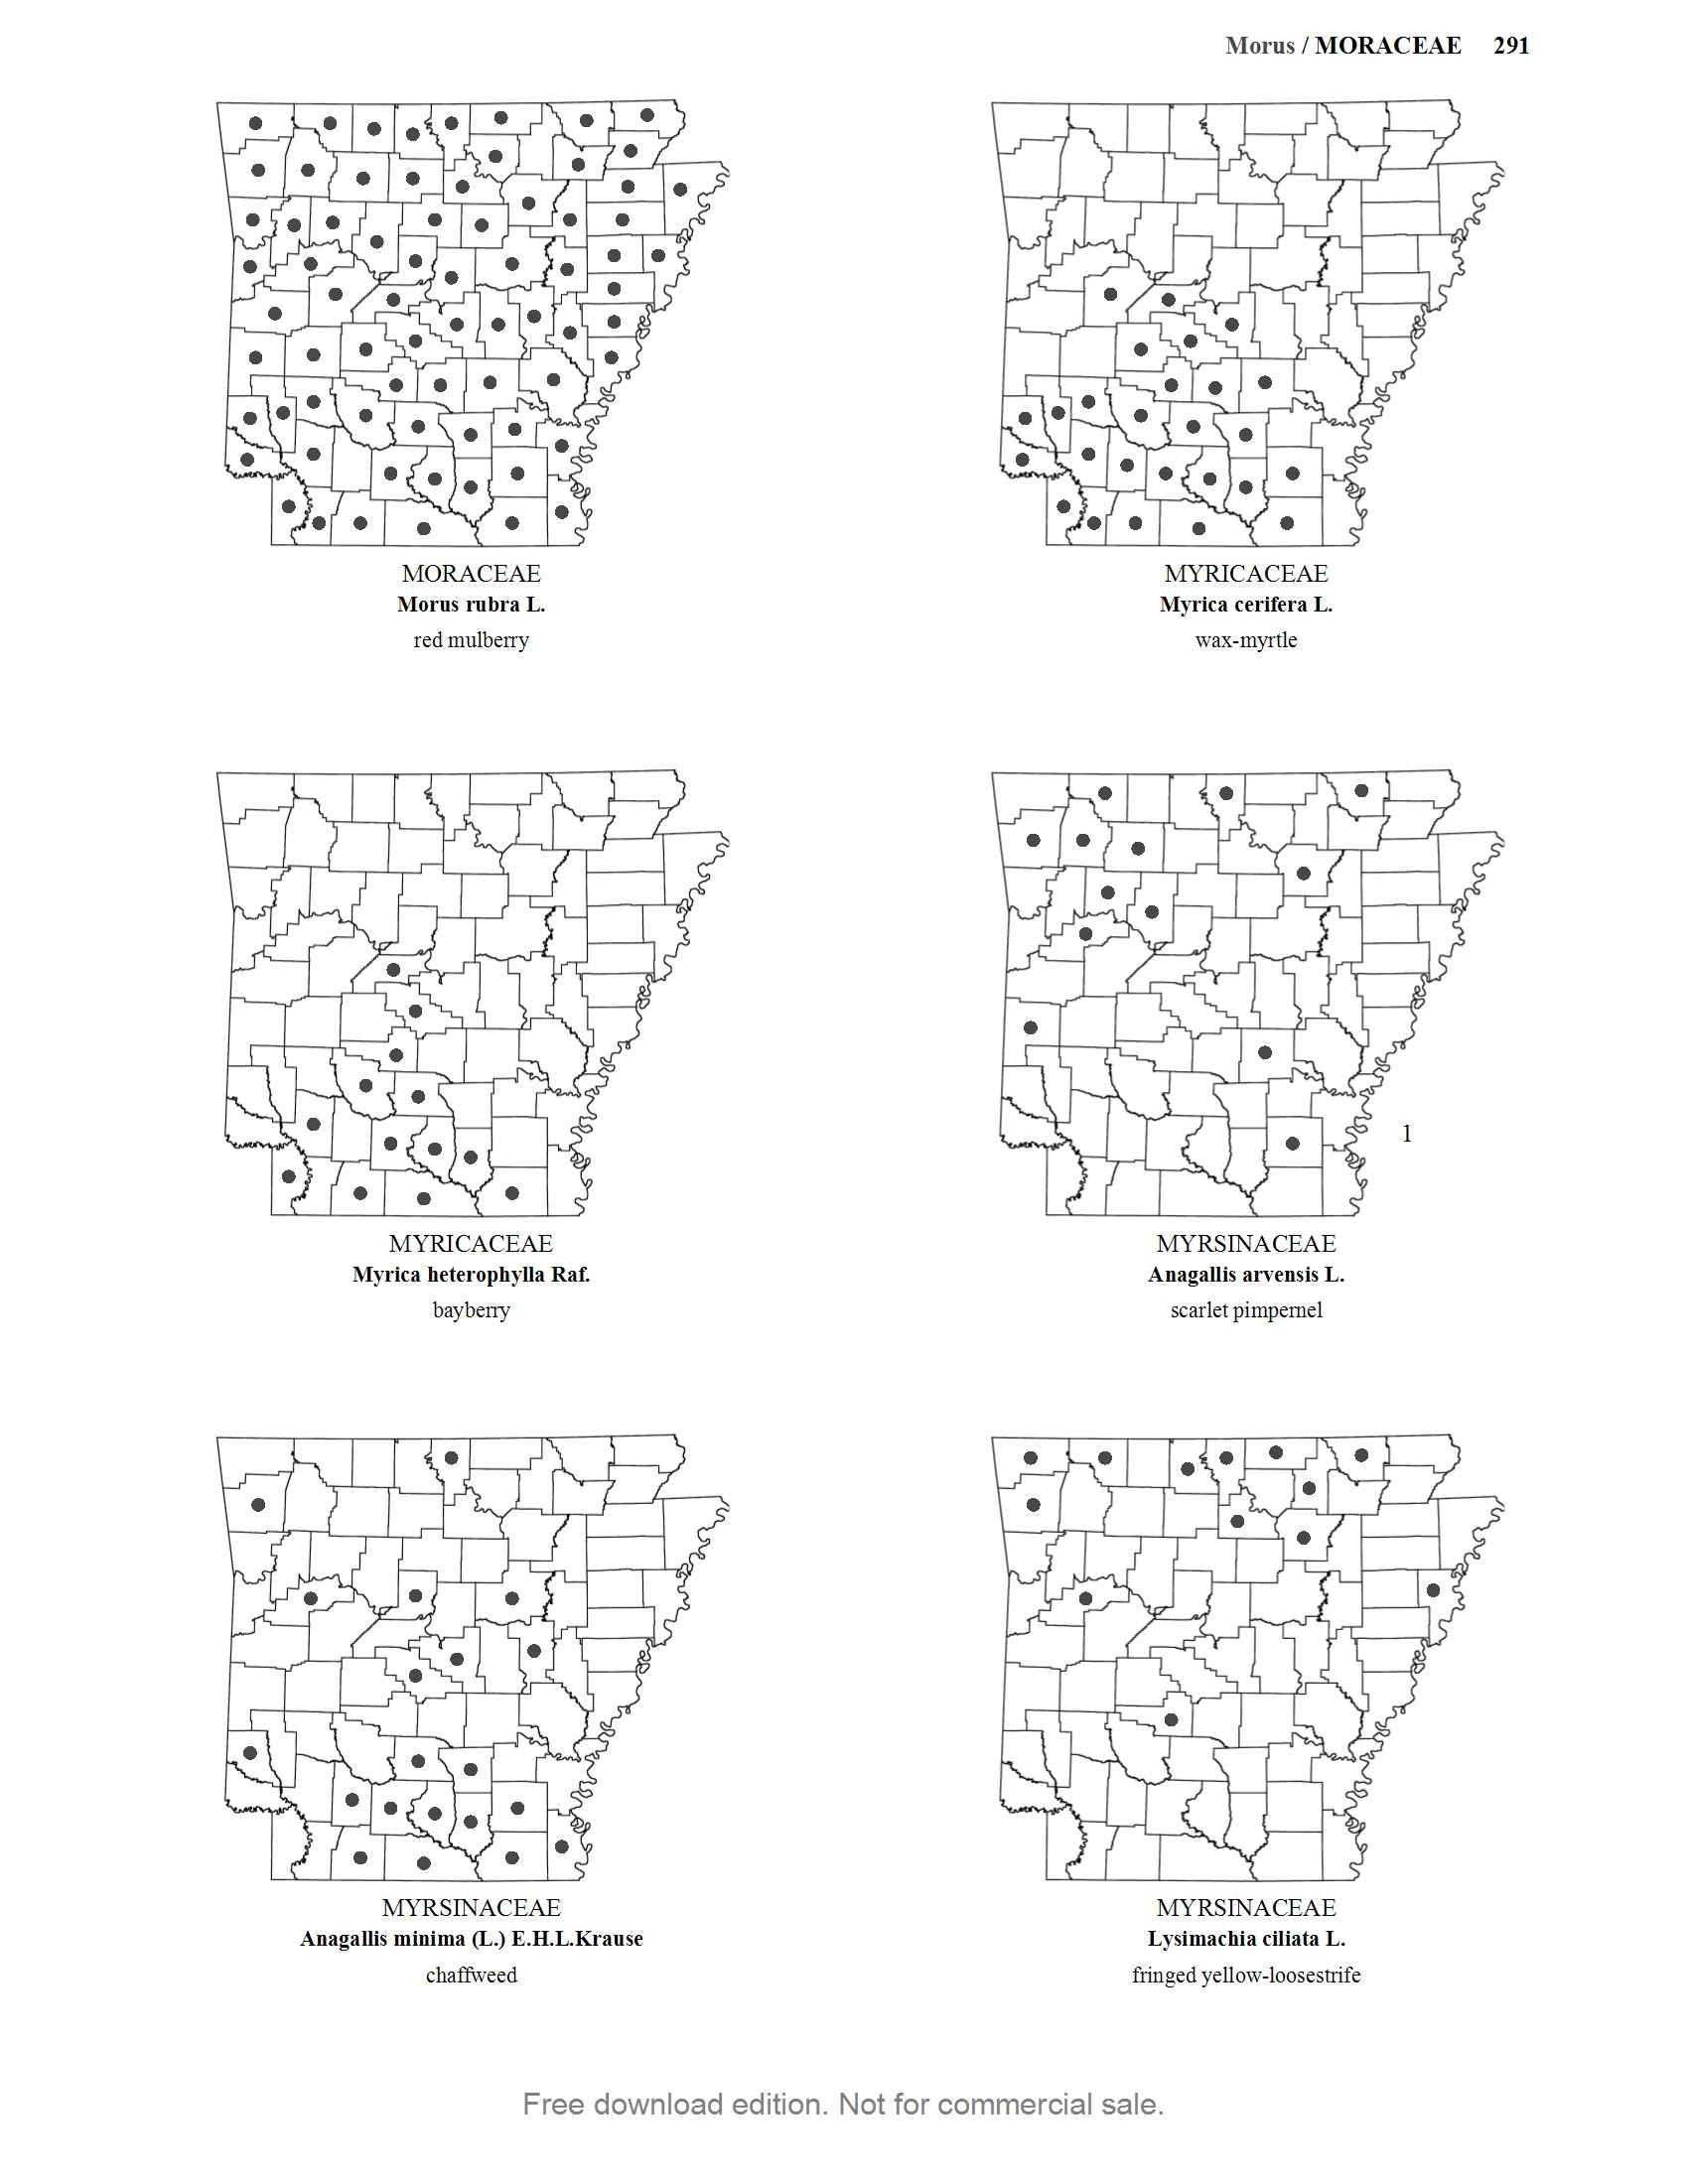 Morus / MORACEAE 291
MORACEAE
Morus rubra L.
red mulberry
MYRICACEAE
Myrica cerifera L.
wax-myrtle
MYRICACEAE
Myrica heterophylla Raf.
bayberry
1
MYRSINACEAE
Anagallis arvensis L.
scarlet pimpernel
MYRSINACEAE
Anagallis minima (L.) E.H.L.Krause
chaffweed
MYRSINACEAE
Lysimachia ciliata L.
fringed yellow-loosestrife
Free download edition. Not for commercial sale.